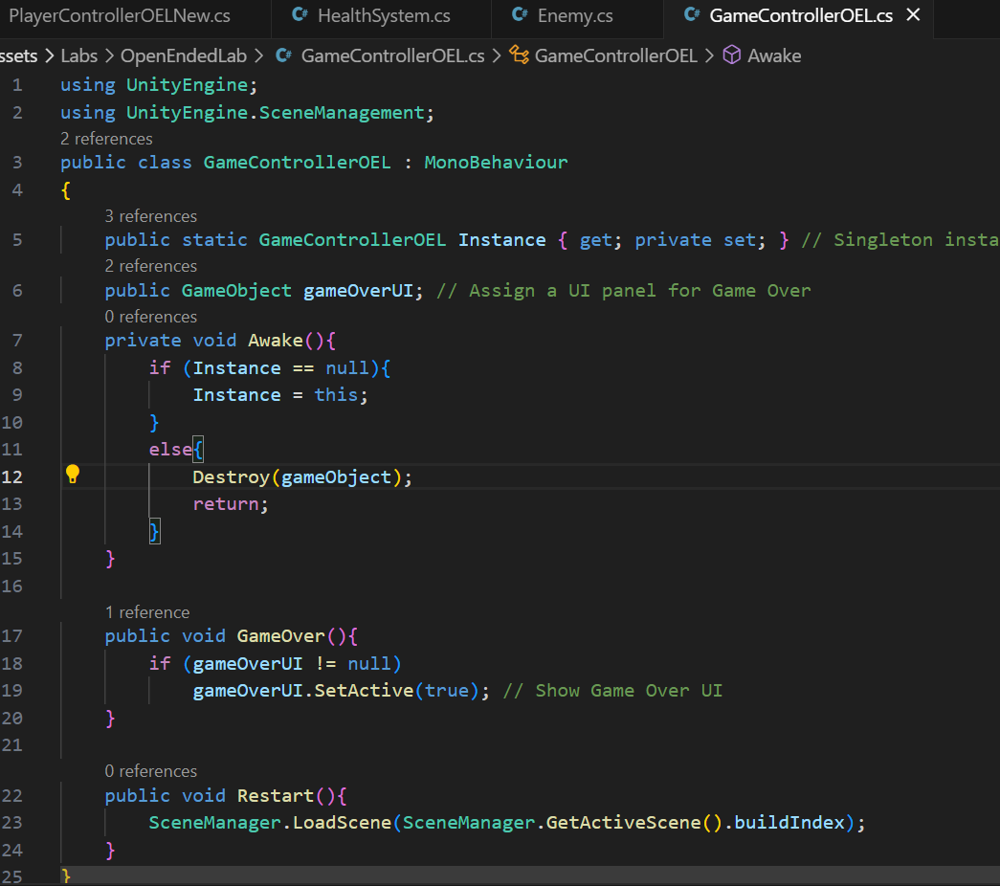 PlayerControllerOELNew.cs C# HealthSystem.cs C# Enemy.cs C# GameControllerOEL.cs
ssets > Labs > OpenEndedLab > C# GameControllerOEL.cs > GameControllerOEL > Awake
1 using UnityEngine;
2 using UnityEngine.SceneManagement;
2 references
3 public class GameControllerOEL : MonoBehaviour
4 {
3 references
5 public static GameControllerOEL Instance { get; private set; } // Singleton insta
2 references
6 public GameObject gameOverUI; // Assign a UI panel for Game Over
0 references
7 private void Awake(){
8 if (Instance == null){
9 Instance = this;
10 }
11 else{
12 Destroy(gameObject);
13 return;
14 }
15 }
16
1 reference
17 public void GameOver(){
18 if (gameOverUI != null)
19 gameOverUI.SetActive(true); // Show Game Over UI
20 }
21
0 references
22 public void Restart(){
23 SceneManager.LoadScene(SceneManager.GetActiveScene().buildIndex);
24 }
25 }